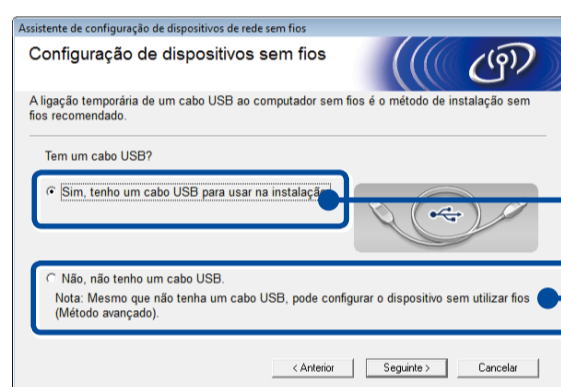 Assistente de configuração de dispositivos de rede sem fios
Configuração de dispositivos sem fios
A ligação temporária de um cabo USB ao computador sem fios é o método de instalação sem
fios recomendado.
Tem um cabo USB?
Sim, tenho um cabo USB para usar na instalação
Não, não tenho um cabo USB.
Nota: Mesmo que não tenha um cabo USB, pode configurar o dispositivo sem utilizar fios
(Método avançado).
< Anterior
Seguinte >
Cancelar